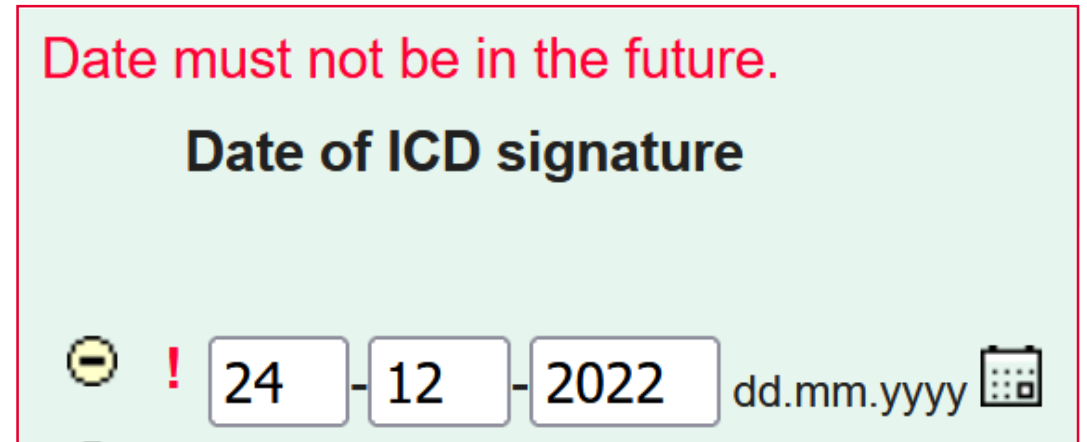 Date must not be in the future.
Date of ICD signature
! 24 - 12 - 2022 dd.mm.yyyy